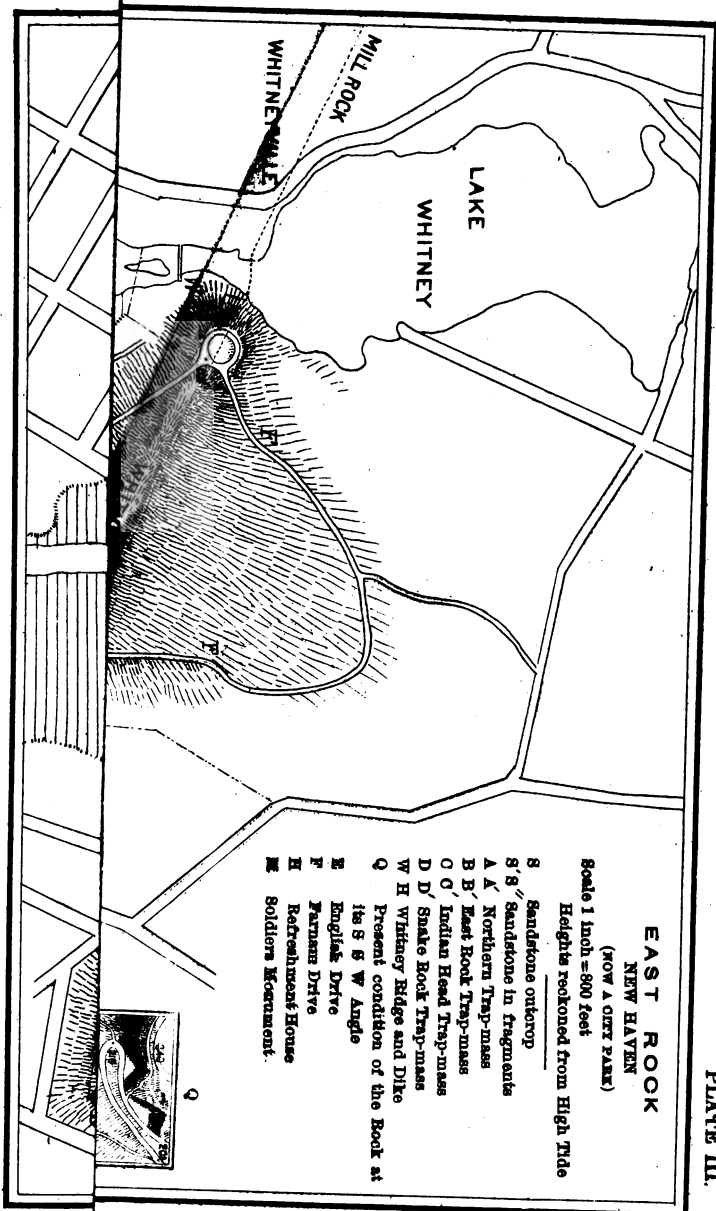 PLATE III.
EAST ROCK
NEW HAVEN
(NOW A CITY PARK)
Scale 1 inch = 800 feet
Heights reckoned from High Tide
S Sandstone outcrop
S' S" Sandstone in fragments
A A' Northern Trap-mass
B B' East Rock Trap-mass
C C' Indian Head Trap-mass
D D' Snake Rock Trap-mass
W H Whitney Ridge and Dike
Q Present condition of the Rock at
its S S W Angle
E English Drive
F Farnam Drive
H Refreshment House
M Soldiers Monument.
MILL ROCK
WHITNEYVILLE
LAKE
WHITNEY
F
F
Q